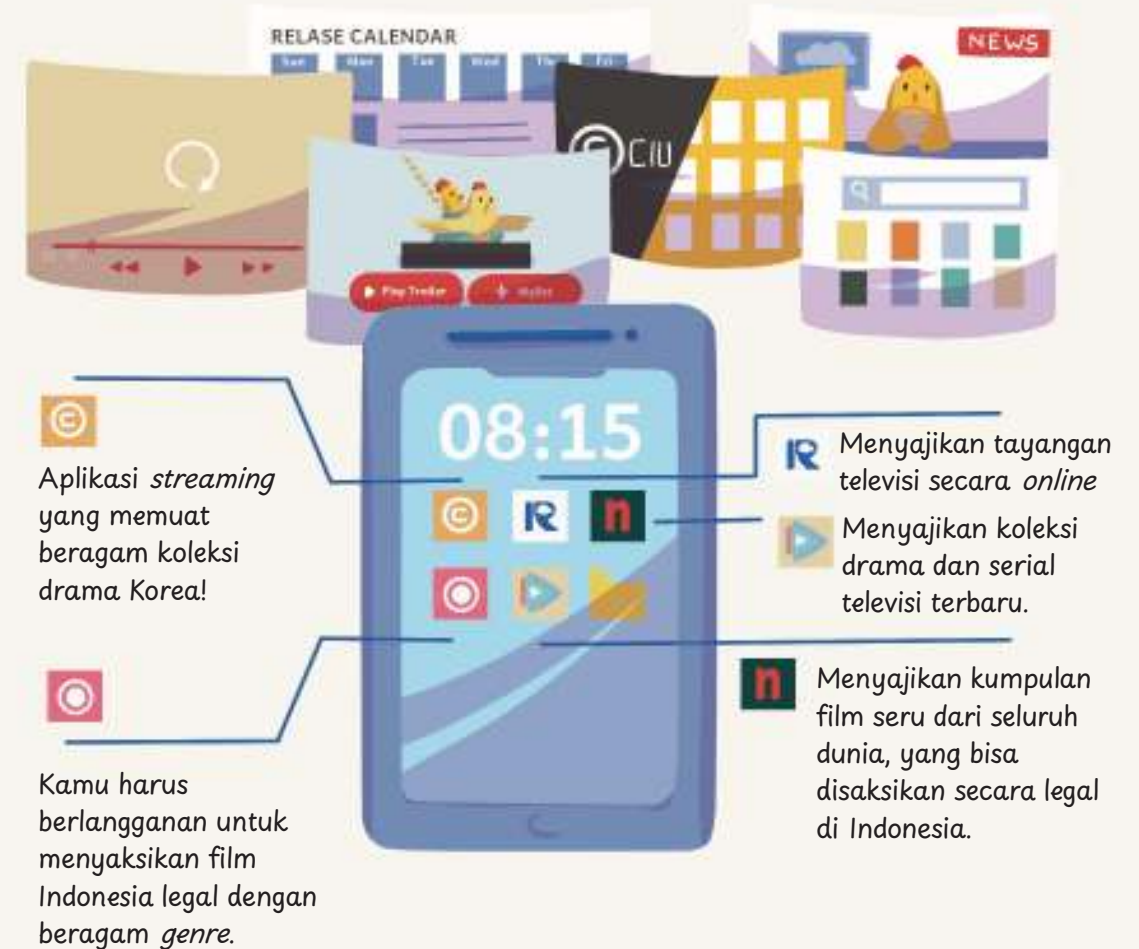 RELASE CALENDAR
Sun Mon Tue Wed Th Fri
NEWS
CIU
Play Trailer
08:15
Aplikasi streaming
yang memuat
beragam koleksi
drama Korea!
Menyajikan tayangan
televisi secara online
Menyajikan koleksi
drama dan serial
televisi terbaru.
Kamu harus
berlangganan untuk
menyaksikan film
Indonesia legal dengan
beragam genre.
n
Menyajikan kumpulan
film seru dari seluruh
dunia, yang bisa
disaksikan secara legal
di Indonesia.